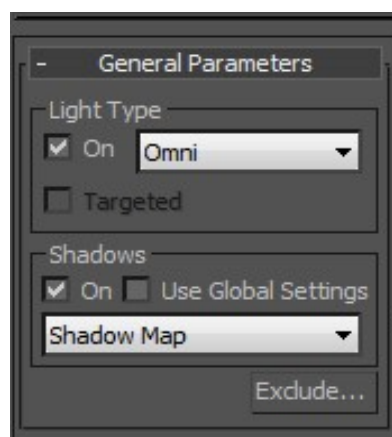 - General Parameters
Light Type
On Omni
Targeted
Shadows
On Use Global Settings
Shadow Map
Exclude...